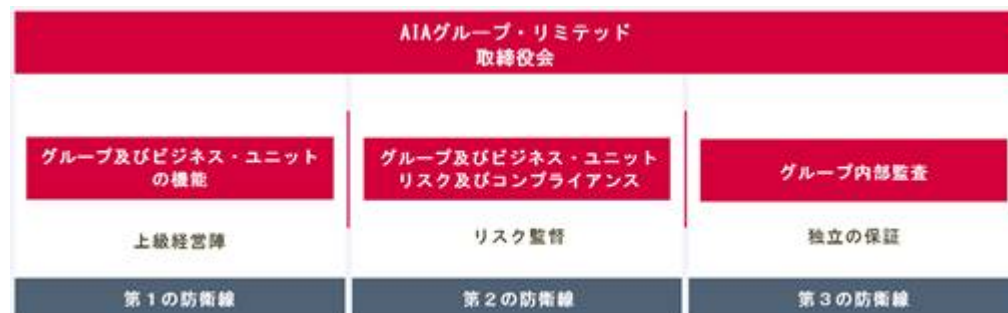 AIAグループ・リミテッド
取締役会
グループ及びビジネス・ユニット
の機能
グループ及びビジネス・ユニット
リスク及びコンプライアンス
グループ内部監査
上級経営陣
リスク監督
独立の保証
第1の防衛線
第2の防衛線
第3の防衛線